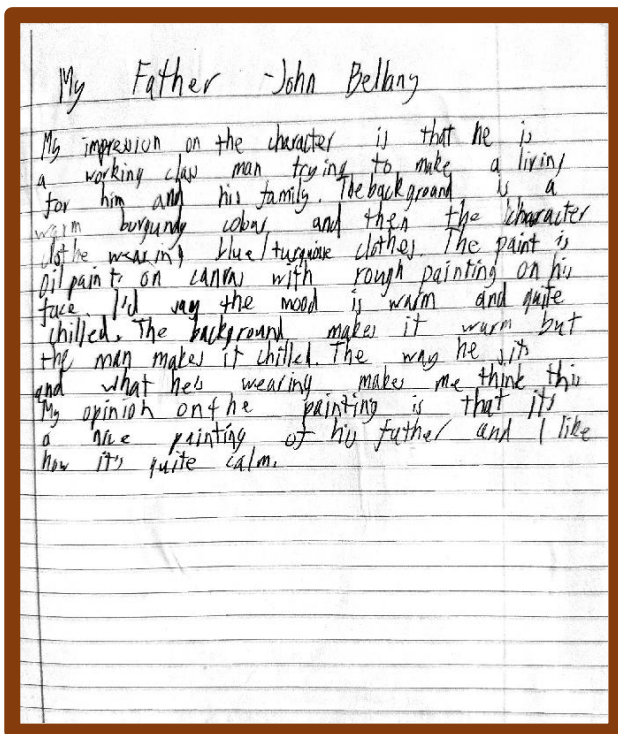 My Father -John Bellany
My impression on the character is that he is
a working class man trying to make a living
for him and his family. The background is a
warm burgundy colour and then the character
wearing blue/turquoise clothes. The paint is
oil paint on canvas with rough painting on his
face. I'd say the mood is warm and quite
chilled. The background makes it warm but
the man makes it chilled. The way he sits
and what he's wearing makes me think this
My opinion on the painting is that its
a nice painting of his father and I like
how it's quite calm.